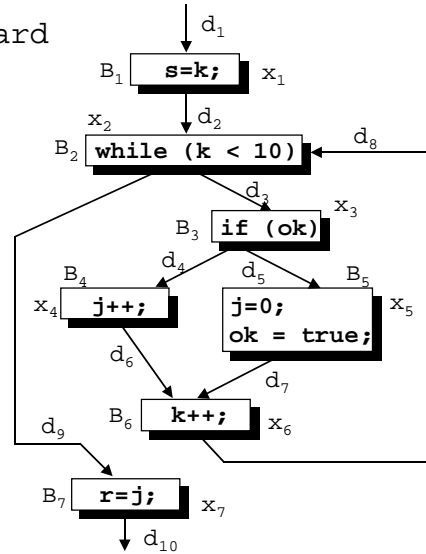 ard
d1
B1 s=k; x1
x2 d2
B2 while (k < 10) d8
d3 x3
B3 if (ok)
B4 d4 d5 B5
x4 j++; j=0; x5
ok = true;
d6 d7
B6 k++; x6
d9
B7 r=j; x7
d10